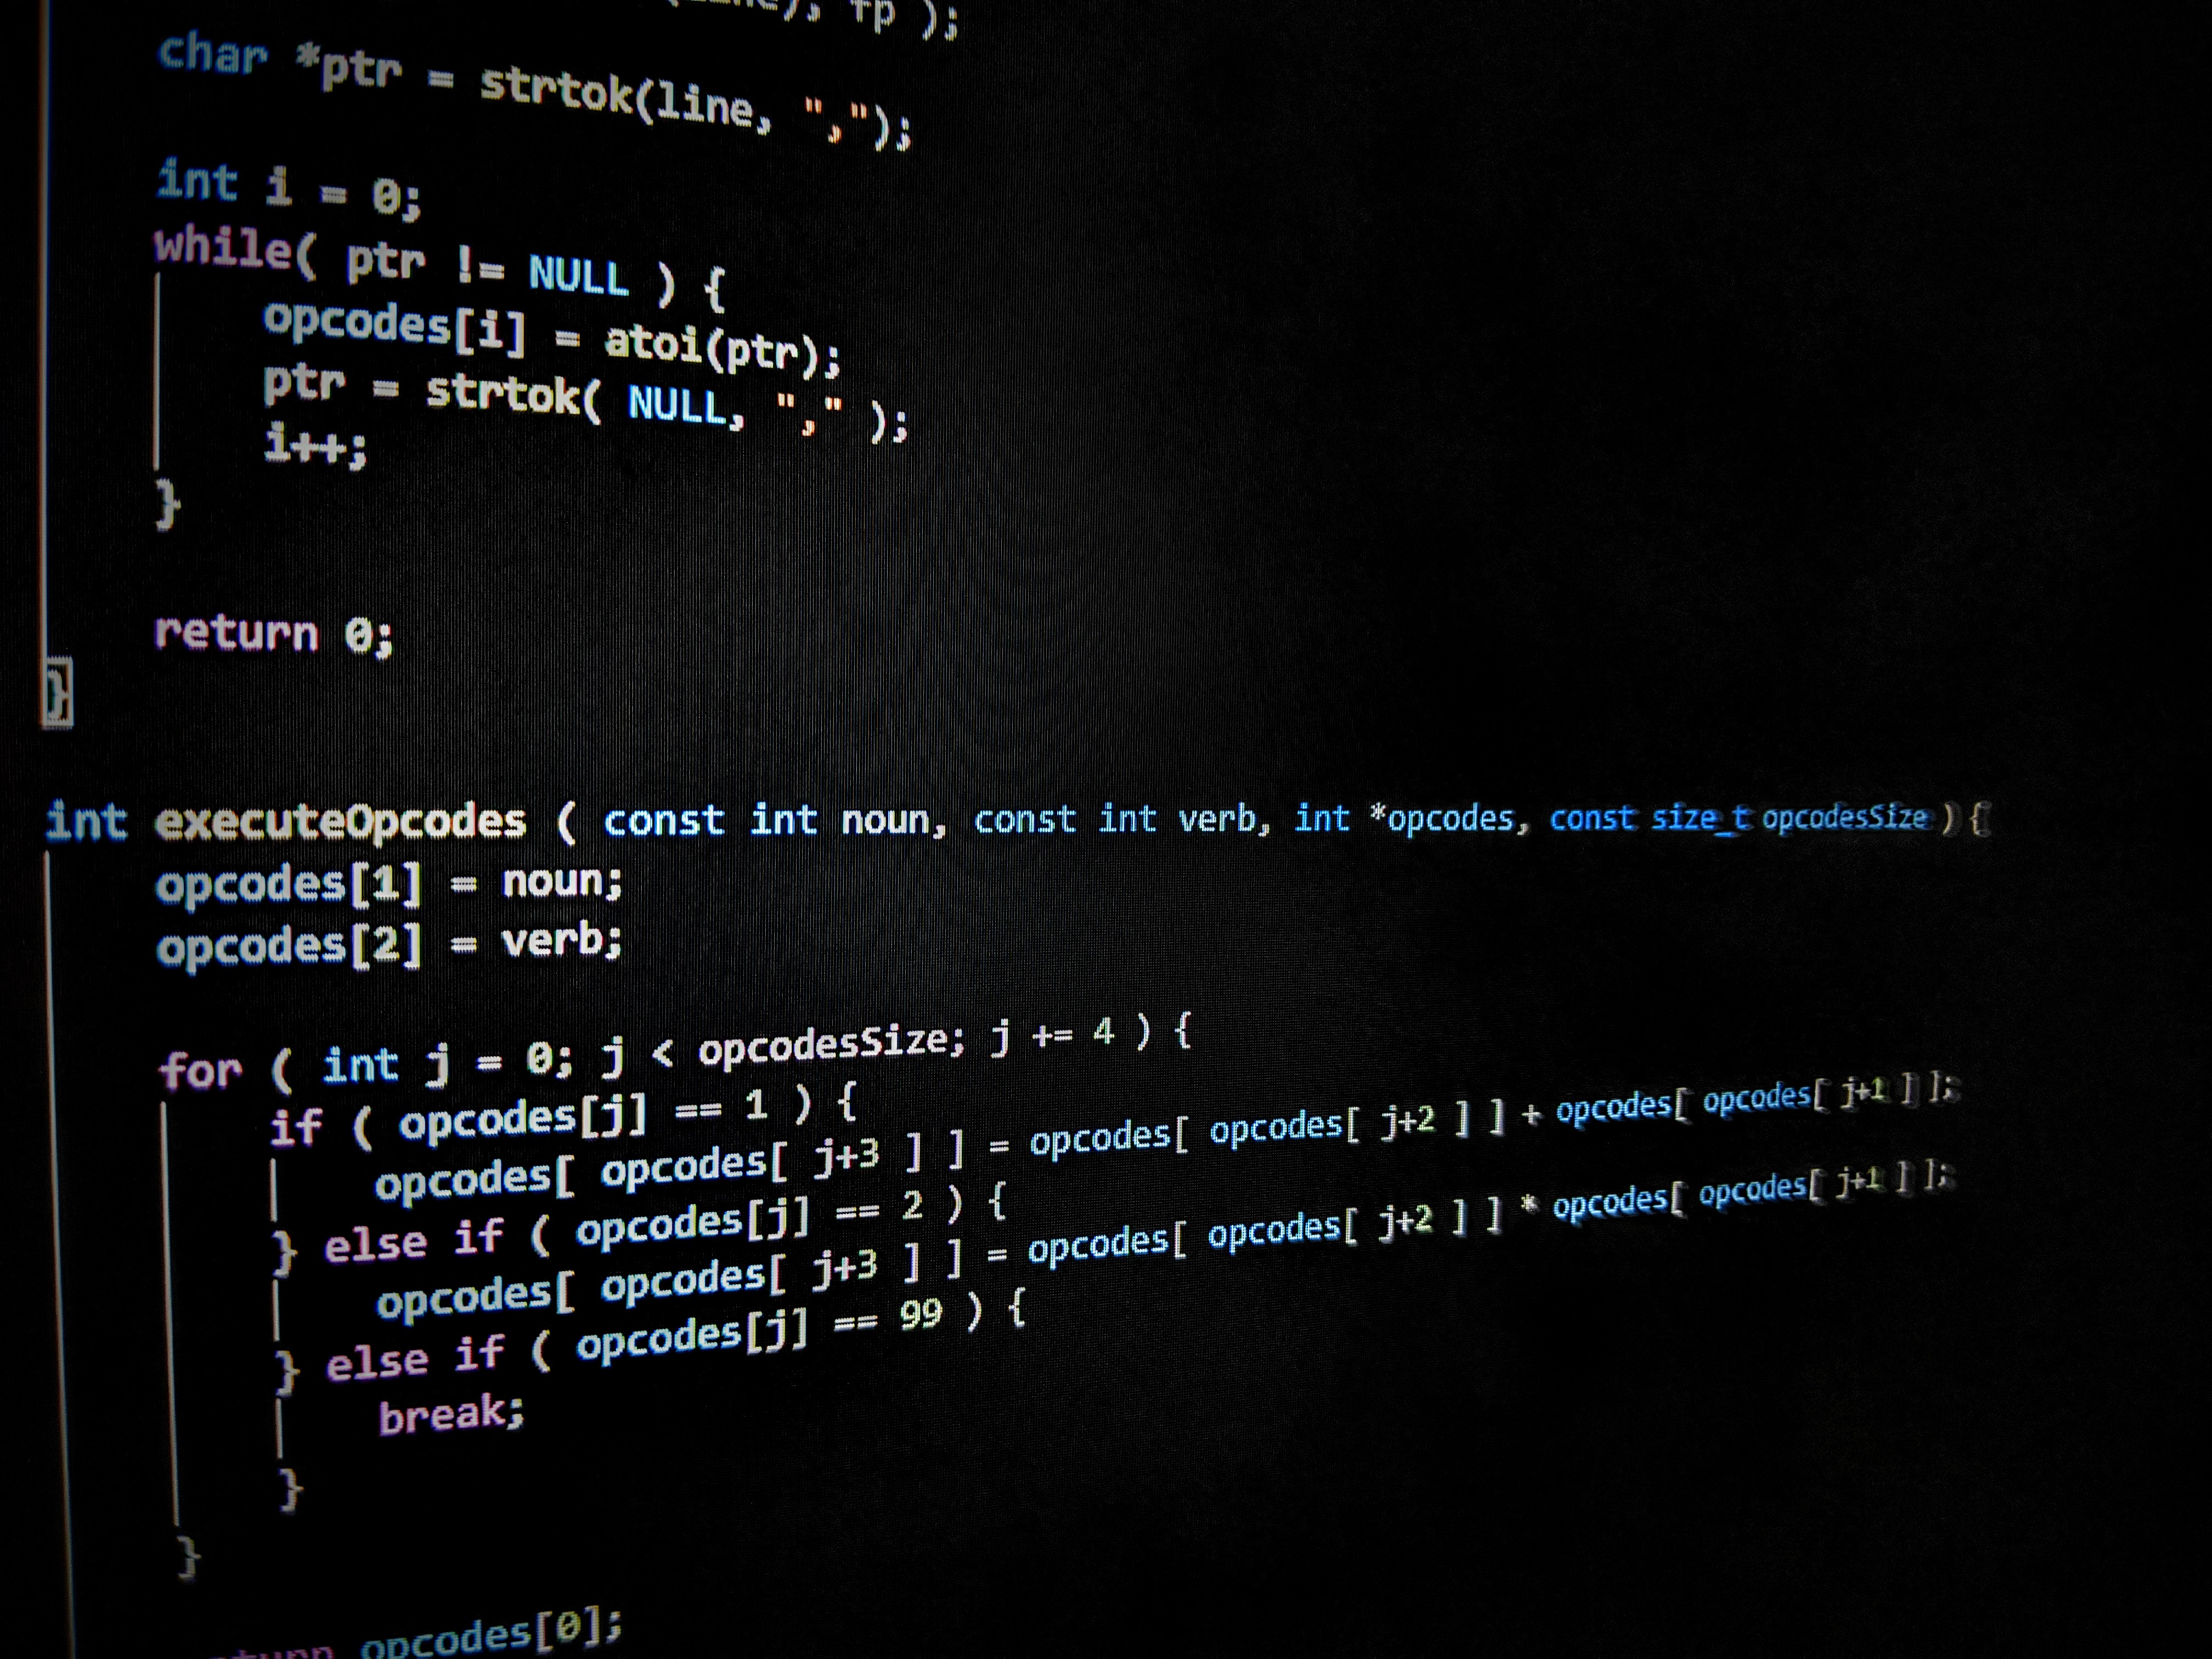 fp );
char *ptr = strtok(line, ",");
int i = 0;
while( ptr != NULL ) {
opcodes[i] = atoi(ptr);
ptr = strtok( NULL, "," );
i++;
}
return 0;
}
int executeOpcodes ( const int noun, const int verb, int *opcodes, const size_t opcodesSize ) {
opcodes[1] = noun;
opcodes[2] = verb;
for ( int j = 0; j < opcodesSize; j += 4 ) {
if ( opcodes[j] == 1 ) {
opcodes[ opcodes[ j+3 ] ] = opcodes[ opcodes[ j+2 ] ] + opcodes[ opcodes[ j+1 ] ];
} else if ( opcodes[j] == 2 ) {
opcodes[ opcodes[ j+3 ] ] = opcodes[ opcodes[ j+2 ] ] * opcodes[ opcodes[ j+1 ] ];
} else if ( opcodes[j] == 99 ) {
break;
}
}
return opcodes[0];